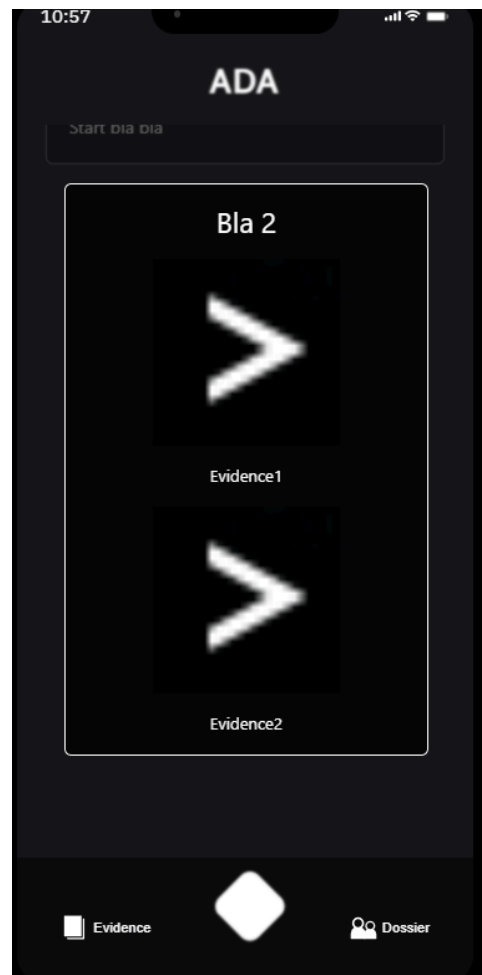 10:57
ADA
Start bla bla
Bla 2
Evidence1
Evidence2
Evidence
Dossier